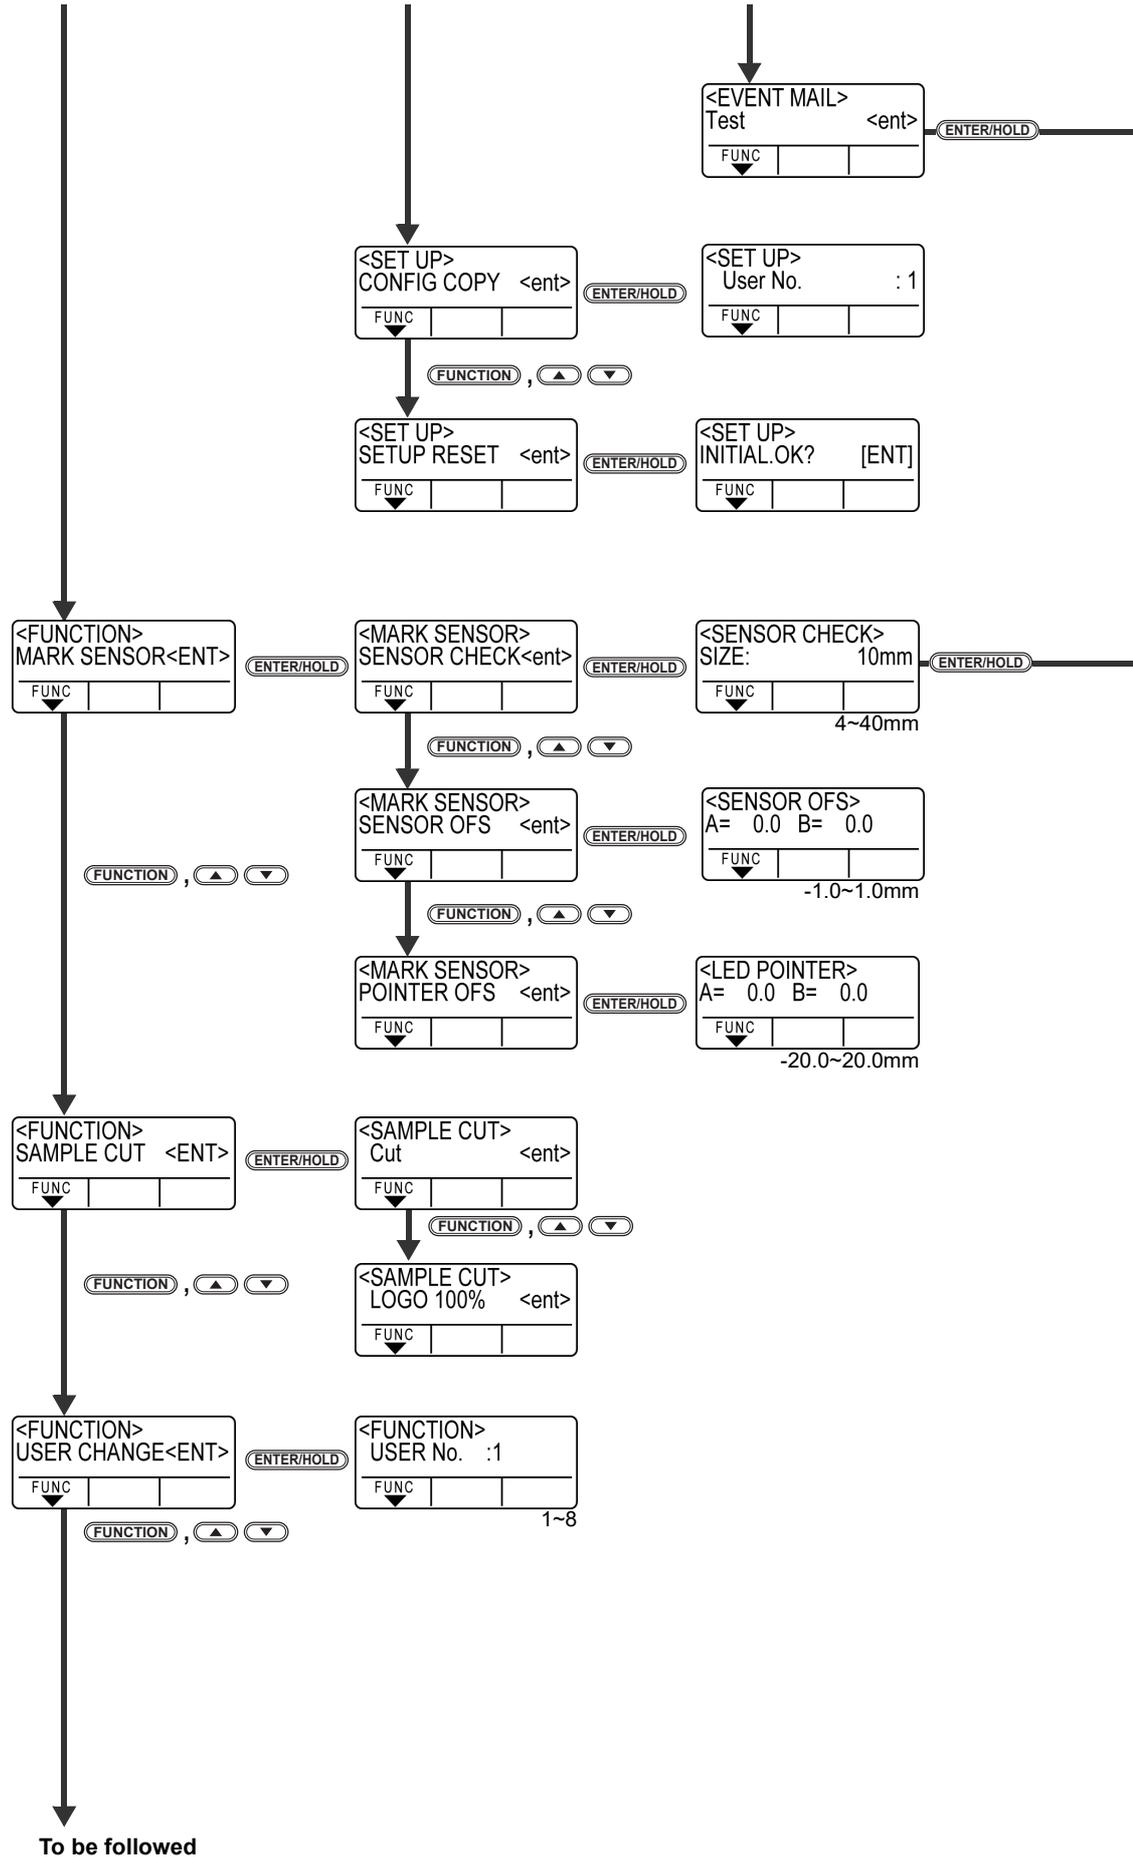 <EVENT MAIL>
Test <ent>
FUNC
ENTER/HOLD
<SET UP>
CONFIG COPY <ent>
FUNC
ENTER/HOLD
<SET UP>
User No. : 1
FUNC
FUNCTION , ▲ ▼
<SET UP>
SETUP RESET <ent>
FUNC
ENTER/HOLD
<SET UP>
INITIAL.OK? [ENT]
FUNC
<FUNCTION>
MARK SENSOR<ENT>
FUNC
ENTER/HOLD
<MARK SENSOR>
SENSOR CHECK<ent>
FUNC
ENTER/HOLD
<SENSOR CHECK>
SIZE: 10mm
FUNC
4~40mm
ENTER/HOLD
FUNCTION , ▲ ▼
<MARK SENSOR>
SENSOR OFS <ent>
FUNC
ENTER/HOLD
<SENSOR OFS>
A= 0.0 B= 0.0
FUNC
-1.0~1.0mm
FUNCTION , ▲ ▼
FUNCTION , ▲ ▼
<MARK SENSOR>
POINTER OFS <ent>
FUNC
ENTER/HOLD
<LED POINTER>
A= 0.0 B= 0.0
FUNC
-20.0~20.0mm
<FUNCTION>
SAMPLE CUT <ENT>
FUNC
ENTER/HOLD
<SAMPLE CUT>
Cut <ent>
FUNC
FUNCTION , ▲ ▼
FUNCTION , ▲ ▼
<SAMPLE CUT>
LOGO 100% <ent>
FUNC
<FUNCTION>
USER CHANGE<ENT>
FUNC
ENTER/HOLD
<FUNCTION>
USER No. :1
FUNC
1~8
FUNCTION , ▲ ▼
To be followed